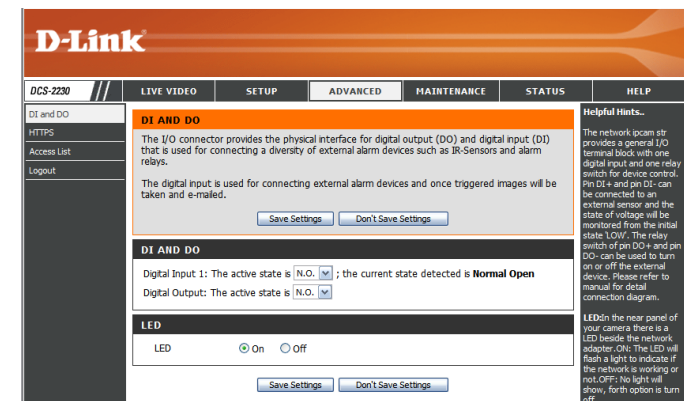 D-Link
DCS-2230
LIVE VIDEO SETUP ADVANCED MAINTENANCE STATUS HELP
DI and DO
HTTPS
Access List
Logout
DI AND DO
The I/O connector provides the physical interface for digital output (DO) and digital input (DI)
that is used for connecting a diversity of external alarm devices such as IR-Sensors and alarm
relays.
The digital input is used for connecting external alarm devices and once triggered images will be
taken and e-mailed.
Save Settings Don't Save Settings
DI AND DO
Digital Input 1: The active state is N.O. ; the current state detected is Normal Open
Digital Output: The active state is N.O.
LED
LED On Off
Save Settings Don't Save Settings
Helpful Hints..
The network ipcam str
provides a general I/O
terminal block with one
digital input and one relay
switch for device control.
Pin DI+ and pin DI- can
be connected to an
external sensor and the
state of voltage will be
monitored from the initial
state 'LOW'. The relay
switch of pin DO+ and pin
DO- can be used to turn
on or off the external
device. Please refer to
manual for detail
connection diagram.
LED:In the near panel of
your camera there is a
LED beside the network
adapter.ON: The LED will
flash a light to indicate if
the network is working or
not.OFF: No light will
show, forth option is turn
off